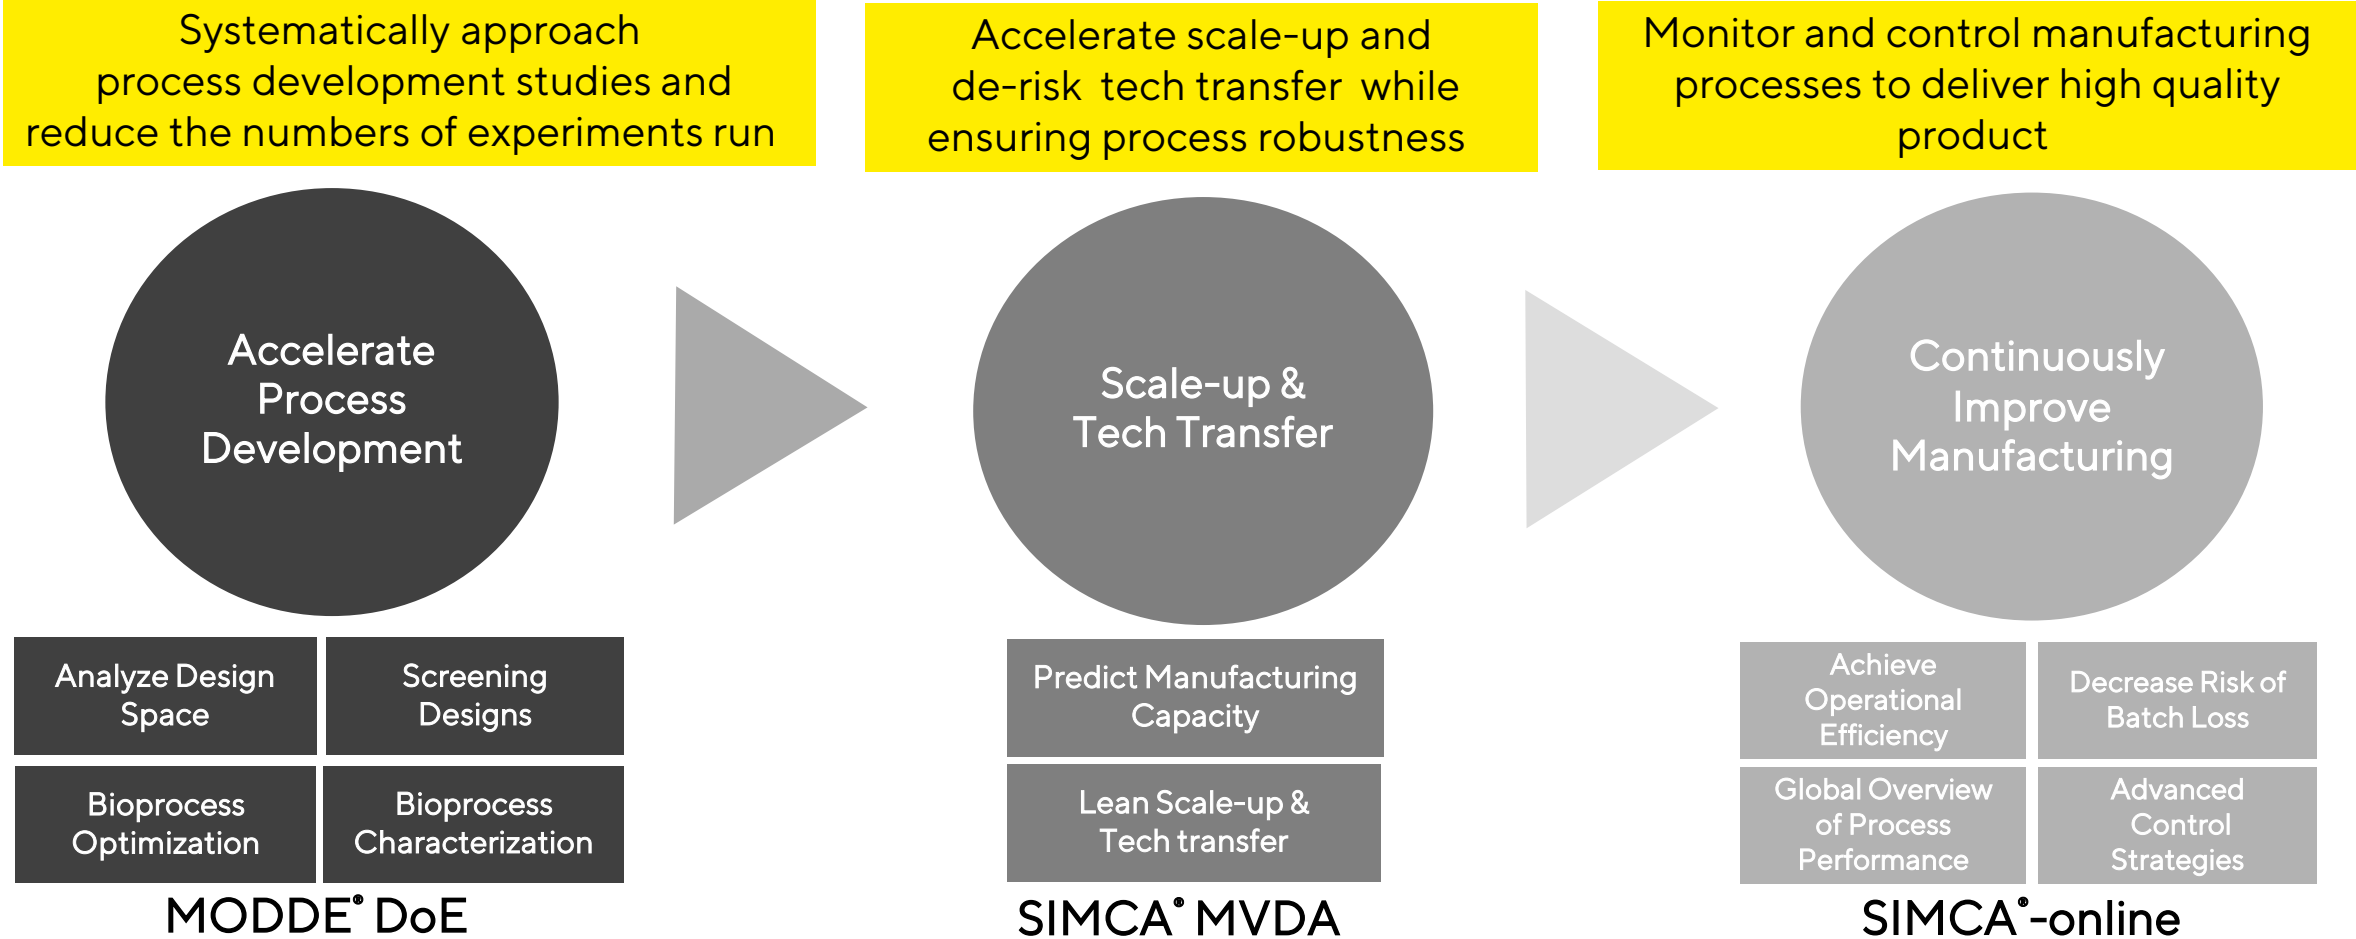 Systematically approach
process development studies and
reduce the numbers of experiments run
Accelerate
Process
Development
Analyze Design
Space
Screening
Designs
Bioprocess
Optimization
Bioprocess
Characterization
MODDE® DoE
Accelerate scale-up and
de-risk tech transfer while
ensuring process robustness
Scale-up &
Tech Transfer
Predict Manufacturing
Capacity
Lean Scale-up &
Tech transfer
SIMCA® MVDA
Monitor and control manufacturing
processes to deliver high quality
product
Continuously
Improve
Manufacturing
Achieve
Operational
Efficiency
Decrease Risk of
Batch Loss
Global Overview
of Process
Performance
Advanced
Control
Strategies
SIMCA®-online